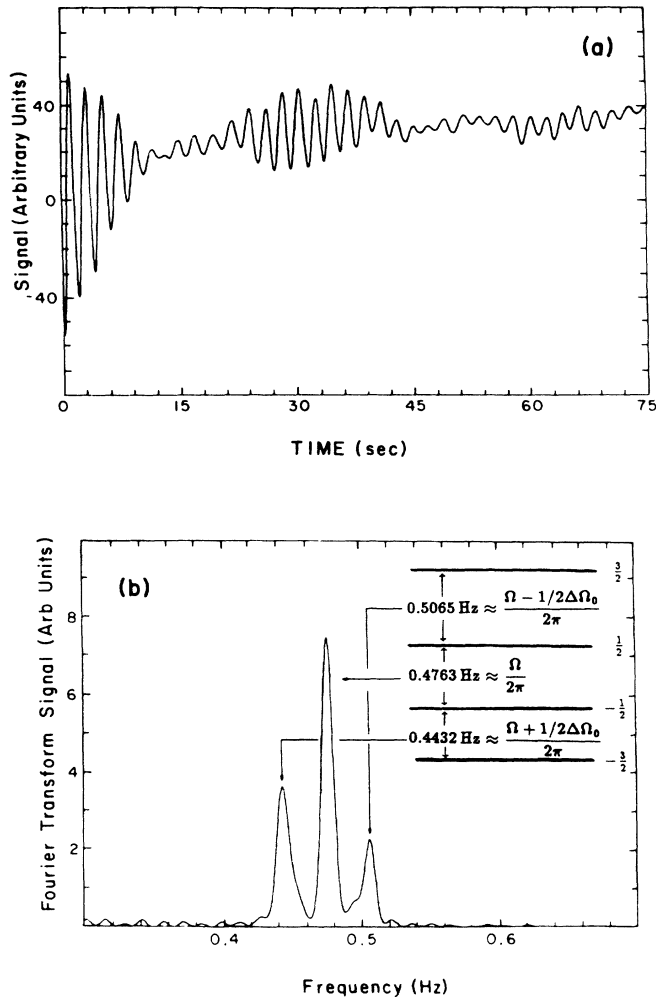 (a)
Signal (Arbitrary Units)
40
0
-40
0 15 30 45 60 75
TIME (sec)
(b)
Fourier Transform Signal (Arb Units)
8
6
4
2
3/2
0.5065 Hz ≈ Ω − 1/2ΔΩ₀ / 2π
1/2
0.4763 Hz ≈ Ω / 2π
−1/2
0.4432 Hz ≈ Ω + 1/2ΔΩ₀ / 2π
−3/2
0.4 0.5 0.6
Frequency (Hz)